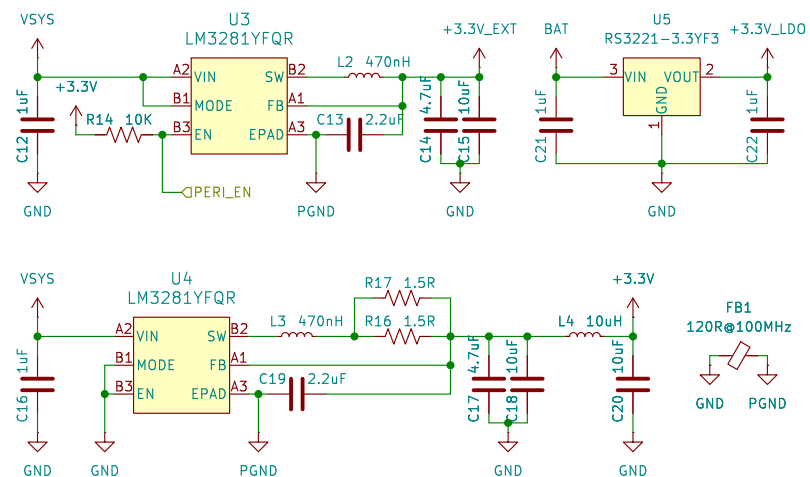 VSYS
U3
LM3281YFQR
A2 VIN
B1 MODE
B3 EN
SW B2
FB A1
EPAD A3
L2 470nH
+3.3V_EXT
C12 1uF
+3.3V
R14 10K
PERI_EN
C13 2.2uF
C14 4.7uF
C15 10uF
GND
PGND
GND
BAT
U5
RS3221-3.3YF3
+3.3V_LDO
3 VIN
VOUT 2
GND
1
C21 1uF
C22 1uF
GND
VSYS
U4
LM3281YFQR
A2 VIN
B1 MODE
B3 EN
SW B2
FB A1
EPAD A3
L3 470nH
R17 1.5R
R16 1.5R
C16 1uF
C19 2.2uF
C17 4.7uF
C18 10uF
L4 10uH
+3.3V
C20 10uF
GND
GND
PGND
GND
GND
FB1
120R@100MHz
GND
PGND